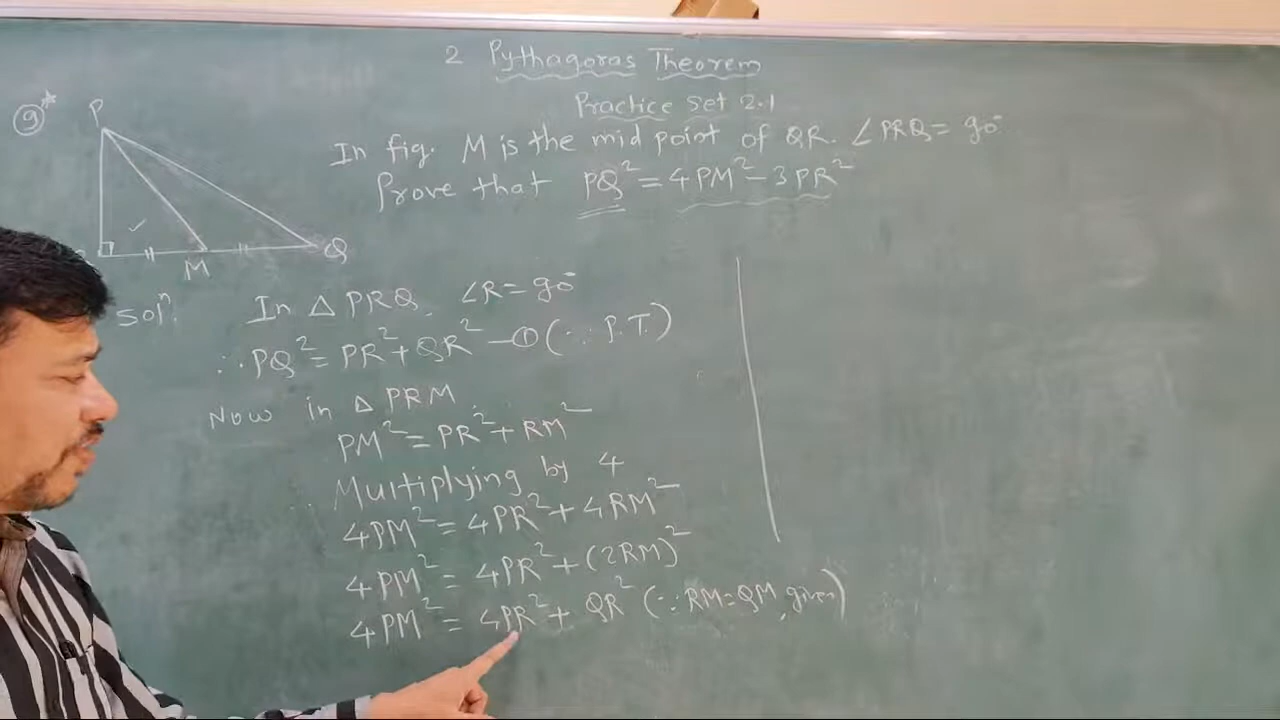 2 Pythagoras Theorem
Practice Set 2.1
9*
P
In fig. M is the mid point of QR. ∠PRQ = 90°
Prove that PQ² = 4PM² - 3PR²
M
Q
Solⁿ. In △ PRQ, ∠R = 90°
∴ PQ² = PR² + QR² —① (∵ P.T.)
Now in △ PRM
PM² = PR² + RM²
Multiplying by 4
4PM² = 4PR² + 4RM²
4PM² = 4PR² + (2RM)²
4PM² = 4PR² + QR² (∵ RM = QM, given)